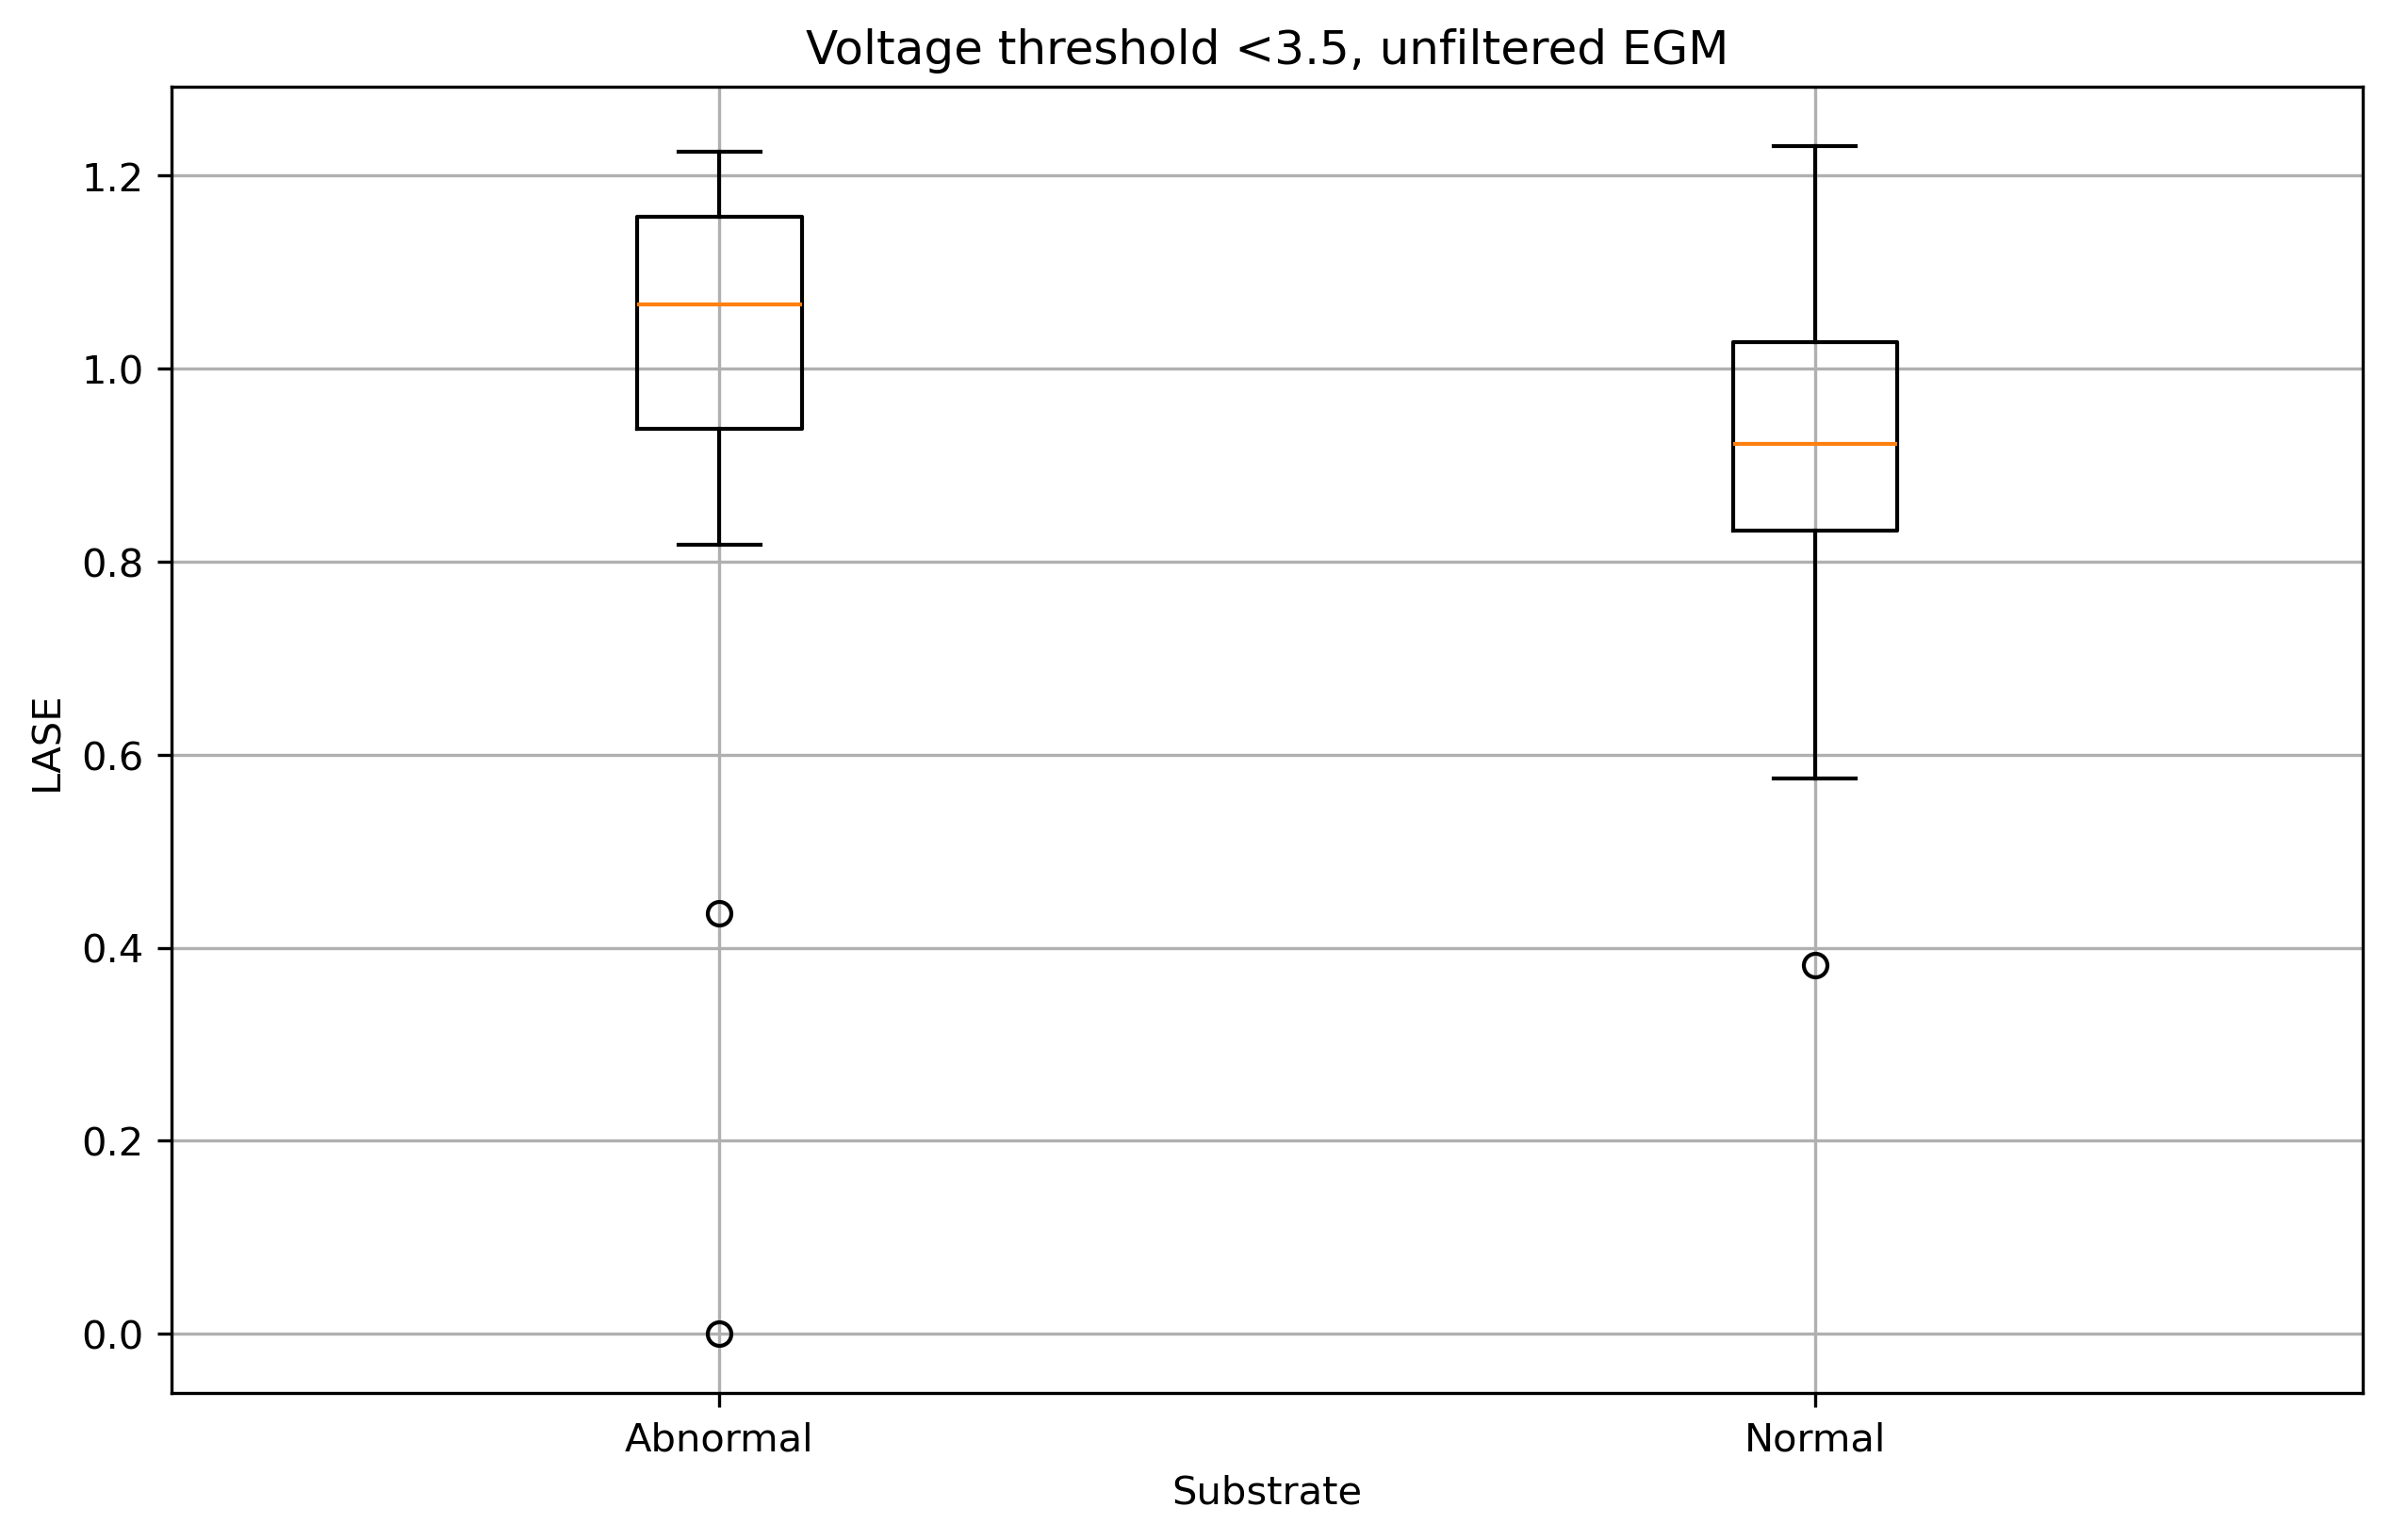 Voltage threshold <3.5, unfiltered EGM
1.2
1.0
0.8
0.6
0.4
0.2
0.0
LASE
Abnormal
Normal
Substrate